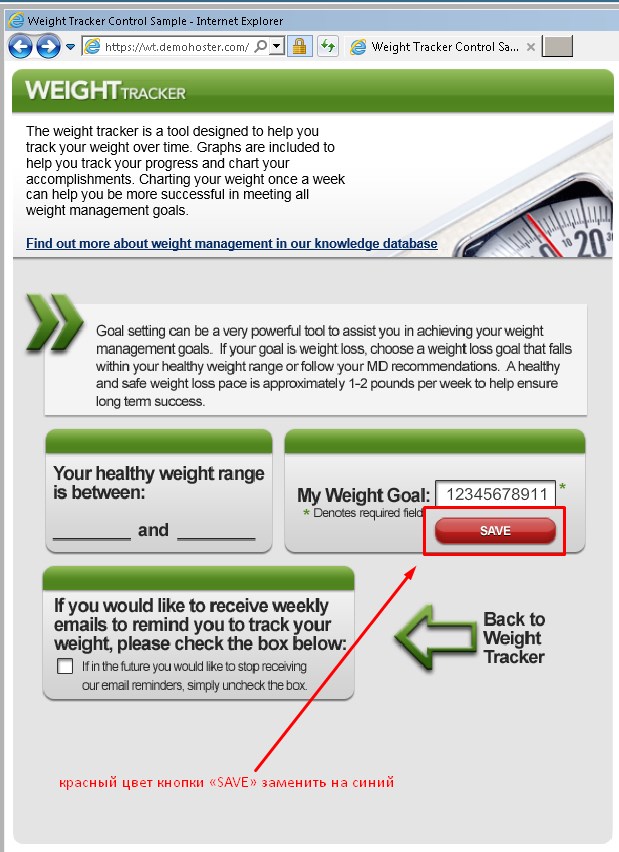 Weight Tracker Control Sample - Internet Explorer
https://wt.demohoster.com/
Weight Tracker Control Sa...
WEIGHTTRACKER
The weight tracker is a tool designed to help you
track your weight over time. Graphs are included to
help you track your progress and chart your
accomplishments. Charting your weight once a week
can help you be more successful in meeting all
weight management goals.
Find out more about weight management in our knowledge database
10
20
10
Goal setting can be a very powerful tool to assist you in achieving your weight
management goals. If your goal is weight loss, choose a weight loss goal that falls
within your healthy weight range or follow your MD recommendations. A healthy
and safe weight loss pace is approximately 1-2 pounds per week to help ensure
long term success.
Your healthy weight range
is between:
and
My Weight Goal: 12345678911 *
* Denotes required field
SAVE
If you would like to receive weekly
emails to remind you to track your
weight, please check the box below:
If in the future you would like to stop receiving
our email reminders, simply uncheck the box.
Back to
Weight
Tracker
красный цвет кнопки «SAVE» заменить на синий